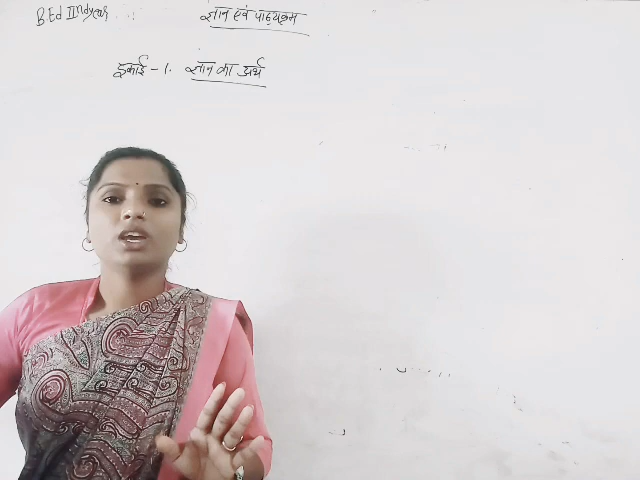 B.Ed IInd year
ज्ञान एवं पाठ्यक्रम
इकाई - 1. ज्ञान का अर्थ